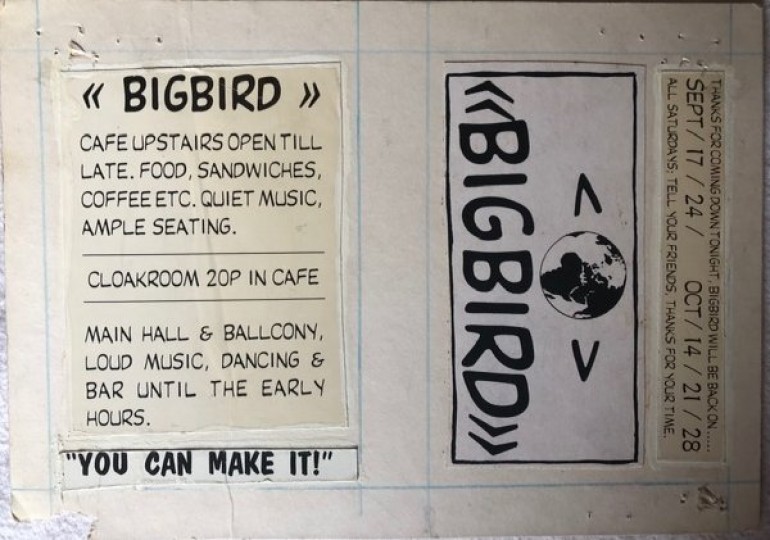 « BIGBIRD »
CAFE UPSTAIRS OPEN TILL
LATE. FOOD, SANDWICHES,
COFFEE ETC. QUIET MUSIC,
AMPLE SEATING.
CLOAKROOM 20P IN CAFE
MAIN HALL & BALLCONY,
LOUD MUSIC, DANCING &
BAR UNTIL THE EARLY
HOURS.
"YOU CAN MAKE IT!"
< >
«BIGBIRD»
THANKS FOR COMING DOWN TONIGHT, BIGBIRD WILL BE BACK ON .....
SEPT / 17 / 24 / OCT / 14 / 21 / 28
ALL SATURDAYS; TELL YOUR FRIENDS, THANKS FOR YOUR TIME.